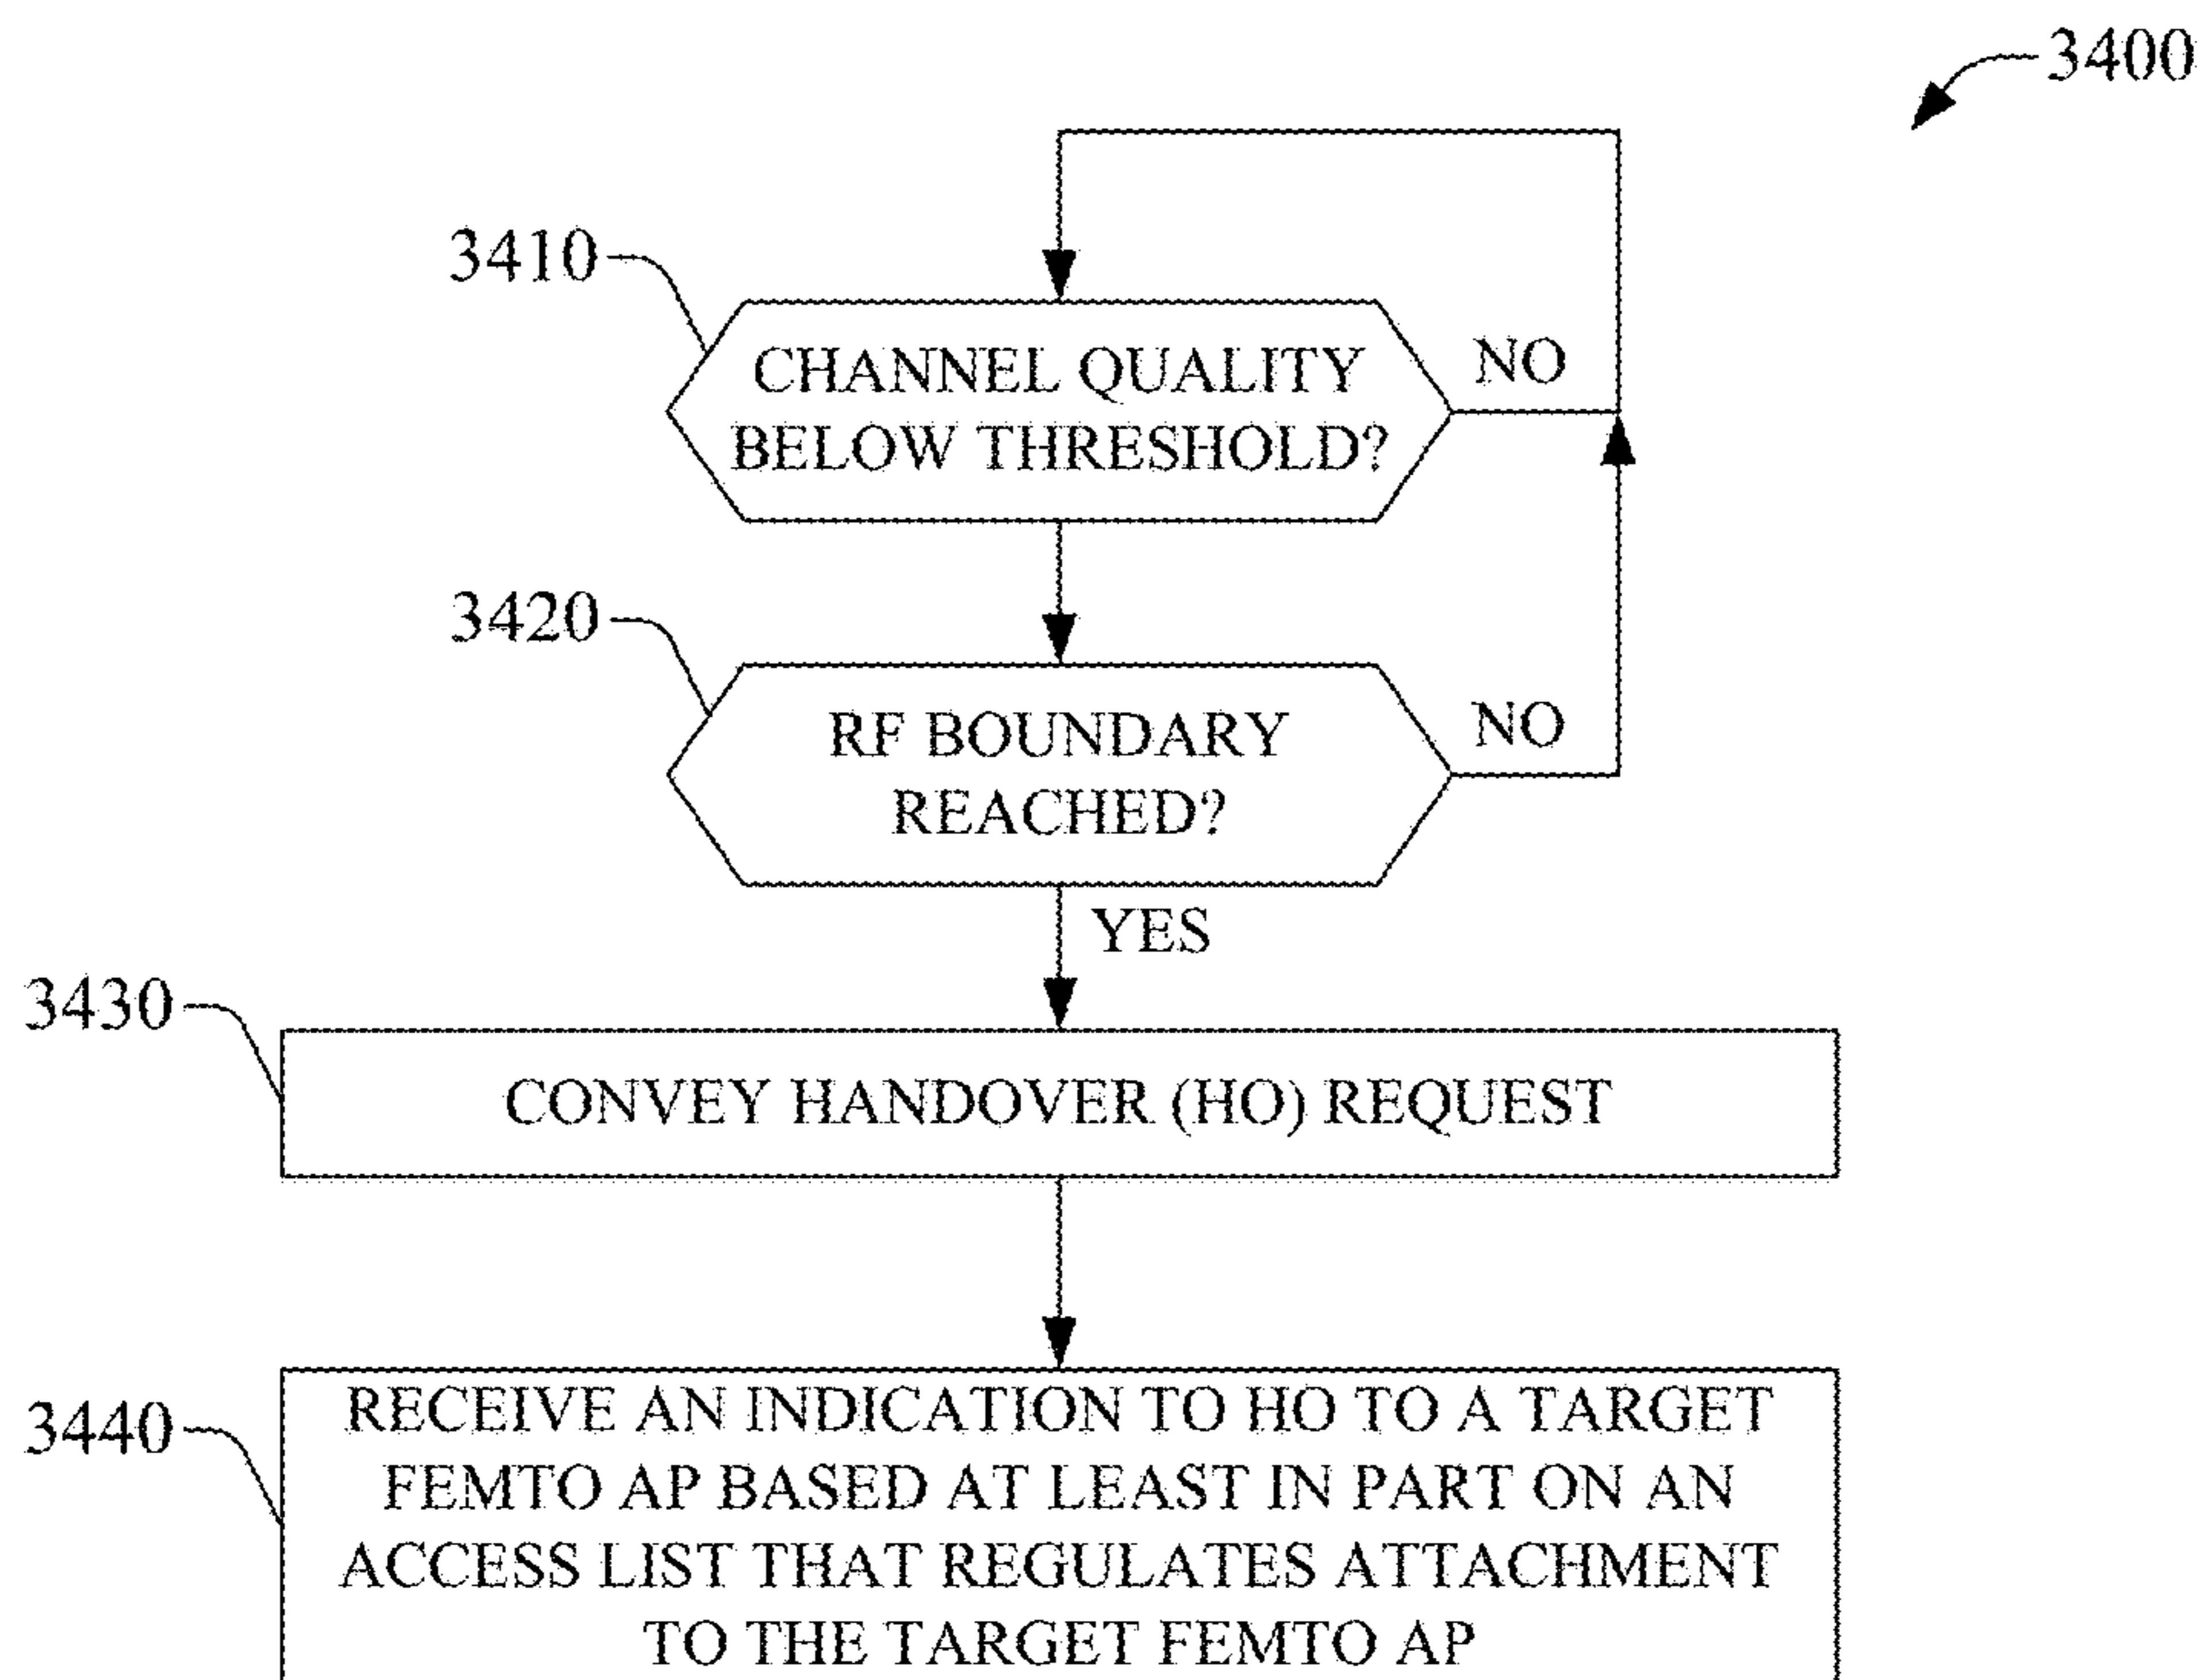 3400
3410
CHANNEL QUALITY
BELOW THRESHOLD?
NO
3420
RF BOUNDARY
REACHED?
NO
YES
3430
CONVEY HANDOVER (HO) REQUEST
3440
RECEIVE AN INDICATION TO HO TO A TARGET
FEMTO AP BASED AT LEAST IN PART ON AN
ACCESS LIST THAT REGULATES ATTACHMENT
TO THE TARGET FEMTO AP